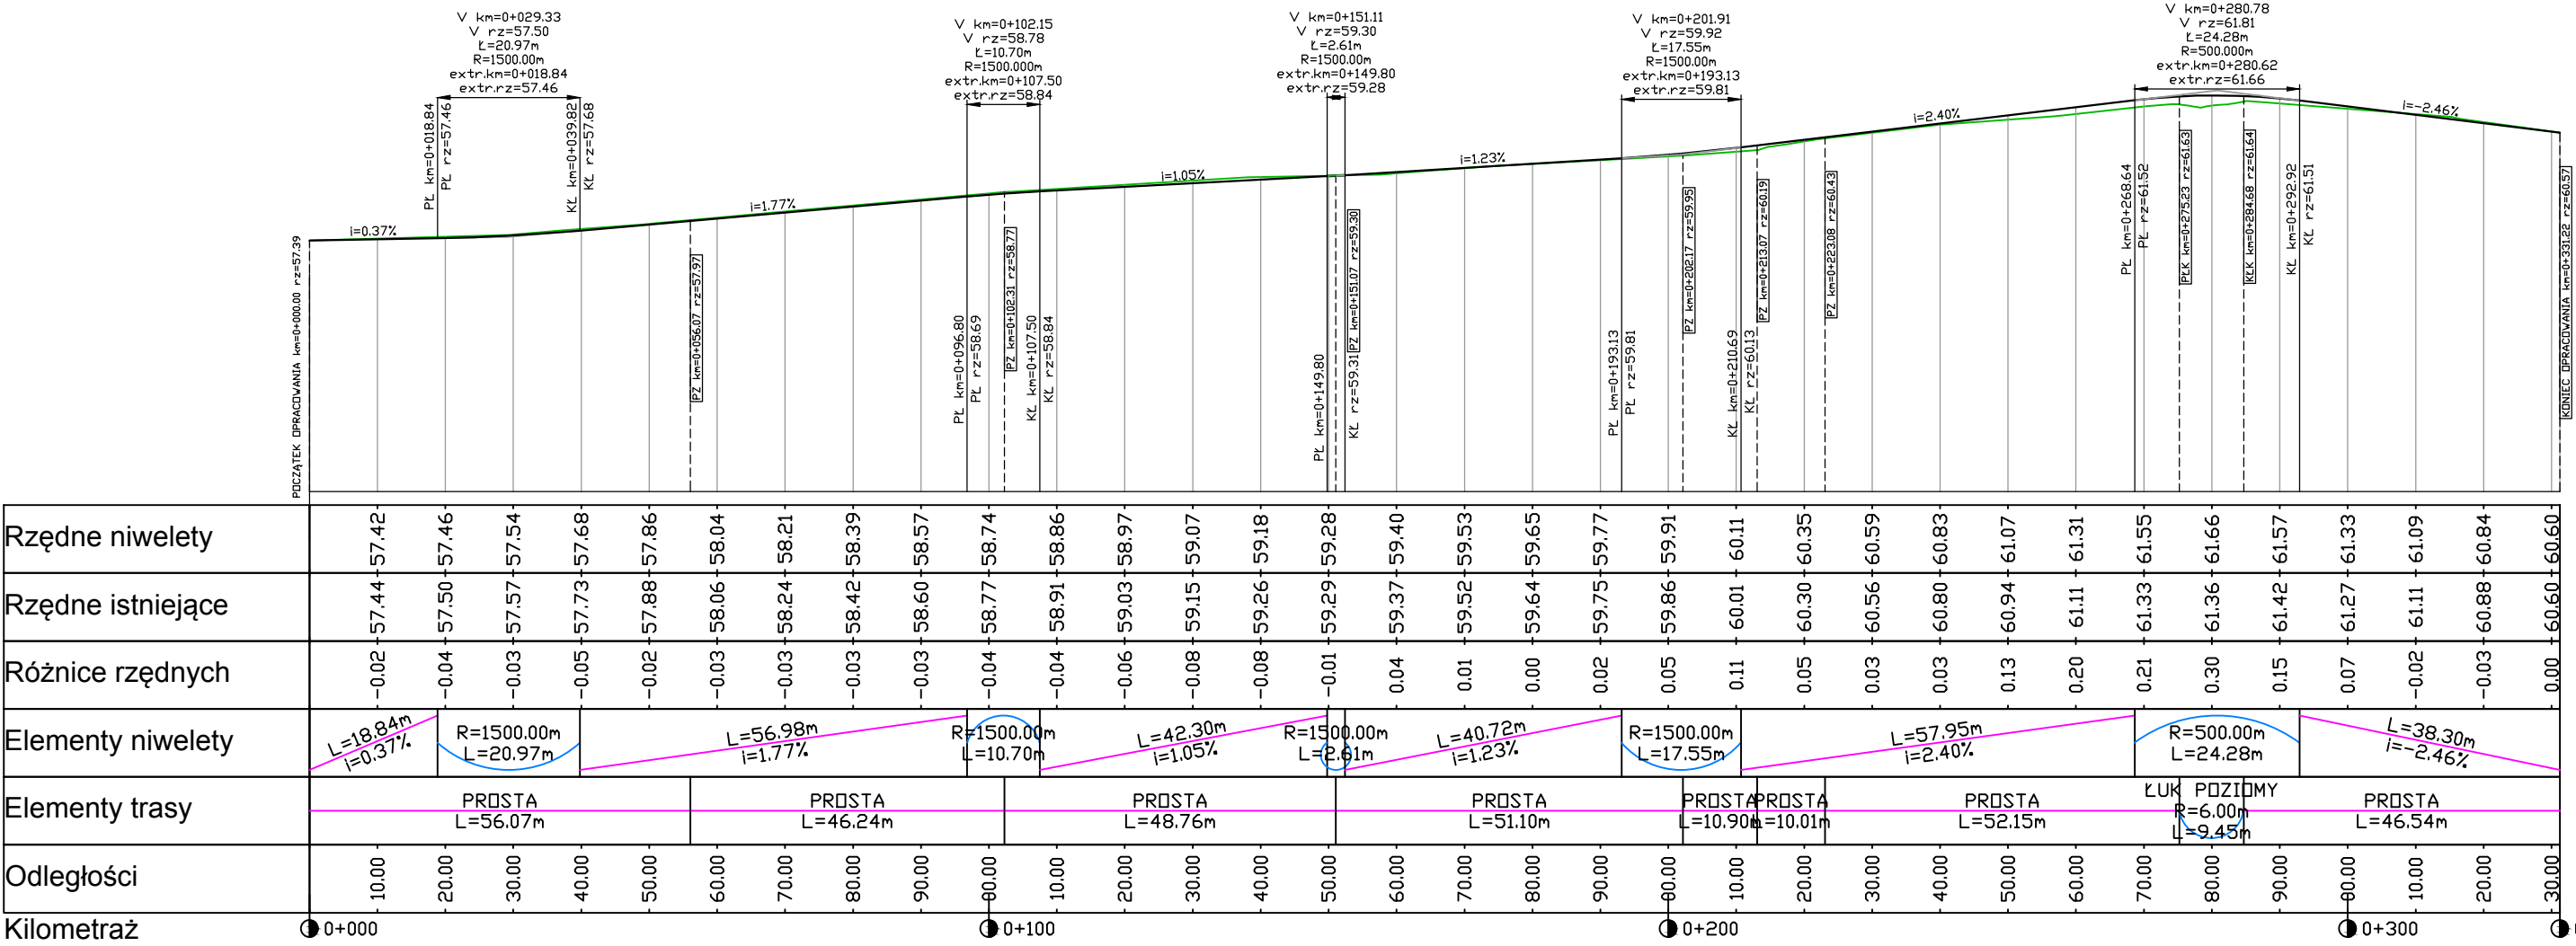 V km=0+029.33
V rz=57.50
Ł=20.97m
R=1500.00m
extr.km=0+018.84
extr.rz=57.46
V km=0+102.15
V rz=58.78
Ł=10.70m
R=1500.000m
extr.km=0+107.50
extr.rz=58.84
V km=0+151.11
V rz=59.30
Ł=2.61m
R=1500.00m
extr.km=0+149.80
extr.rz=59.28
V km=0+201.91
V rz=59.92
Ł=17.55m
R=1500.00m
extr.km=0+193.13
extr.rz=59.81
V km=0+280.78
V rz=61.81
Ł=24.28m
R=500.000m
extr.km=0+280.62
extr.rz=61.66
POCZĄTEK OPRACOWANIA km=0+000.00 rz=57.39
i=0.37%
PŁ km=0+018.84
PŁ rz=57.46
KŁ km=0+039.82
KŁ rz=57.68
PZ km=0+056.07 rz=57.97
i=1.77%
PŁ km=0+096.80
PŁ rz=58.69
PZ km=0+102.31 rz=58.77
KŁ km=0+107.50
KŁ rz=58.84
i=1.05%
PŁ km=0+149.80
PZ km=0+151.07 rz=59.30
KŁ rz=59.31
i=1.23%
PŁ km=0+193.13
PŁ rz=59.81
PZ km=0+202.17 rz=59.95
KŁ km=0+210.69
KŁ rz=60.13
PZ km=0+213.07 rz=60.19
PZ km=0+223.08 rz=60.43
i=2.40%
PŁ km=0+268.64
PŁ rz=61.52
PŁK km=0+275.23 rz=61.63
KŁK km=0+284.68 rz=61.64
KŁ km=0+292.92
KŁ rz=61.51
i=-2.46%
KONIEC OPRACOWANIA km=0+331.22 rz=60.57
Rzędne niwelety 57.42 57.46 57.54 57.68 57.86 58.04 58.21 58.39 58.57 58.74 58.86 58.97 59.07 59.18 59.28 59.40 59.53 59.65 59.77 59.91 60.11 60.35 60.59 60.83 61.07 61.31 61.55 61.66 61.57 61.33 61.09 60.84 60.60
Rzędne istniejące 57.44 57.50 57.57 57.73 57.88 58.06 58.24 58.42 58.60 58.77 58.91 59.03 59.15 59.26 59.29 59.37 59.52 59.64 59.75 59.86 60.01 60.30 60.56 60.80 60.94 61.11 61.33 61.36 61.42 61.27 61.11 60.88 60.60
Różnice rzędnych -0.02 -0.04 -0.03 -0.05 -0.02 -0.03 -0.03 -0.03 -0.03 -0.04 -0.04 -0.06 -0.08 -0.08 -0.01 0.04 0.01 0.00 0.02 0.05 0.11 0.05 0.03 0.03 0.13 0.20 0.21 0.30 0.15 0.07 -0.02 -0.03 0.00
Elementy niwelety
L=18.84m
i=0.37%
R=1500.00m
L=20.97m
L=56.98m
i=1.77%
R=1500.00m
L=10.70m
L=42.30m
i=1.05%
R=1500.00m
L=2.61m
L=40.72m
i=1.23%
R=1500.00m
L=17.55m
L=57.95m
i=2.40%
R=500.00m
L=24.28m
L=38.30m
i=-2.46%
Elementy trasy
PROSTA
L=56.07m
PROSTA
L=46.24m
PROSTA
L=48.76m
PROSTA
L=51.10m
PROSTA
L=10.90m
PROSTA
L=10.01m
PROSTA
L=52.15m
ŁUK POZIOMY
R=6.00m
L=9.45m
PROSTA
L=46.54m
Odległości 10.00 20.00 30.00 40.00 50.00 60.00 70.00 80.00 90.00 00.00 10.00 20.00 30.00 40.00 50.00 60.00 70.00 80.00 90.00 00.00 10.00 20.00 30.00 40.00 50.00 60.00 70.00 80.00 90.00 00.00 10.00 20.00 30.00
Kilometraż 0+000 0+100 0+200 0+300